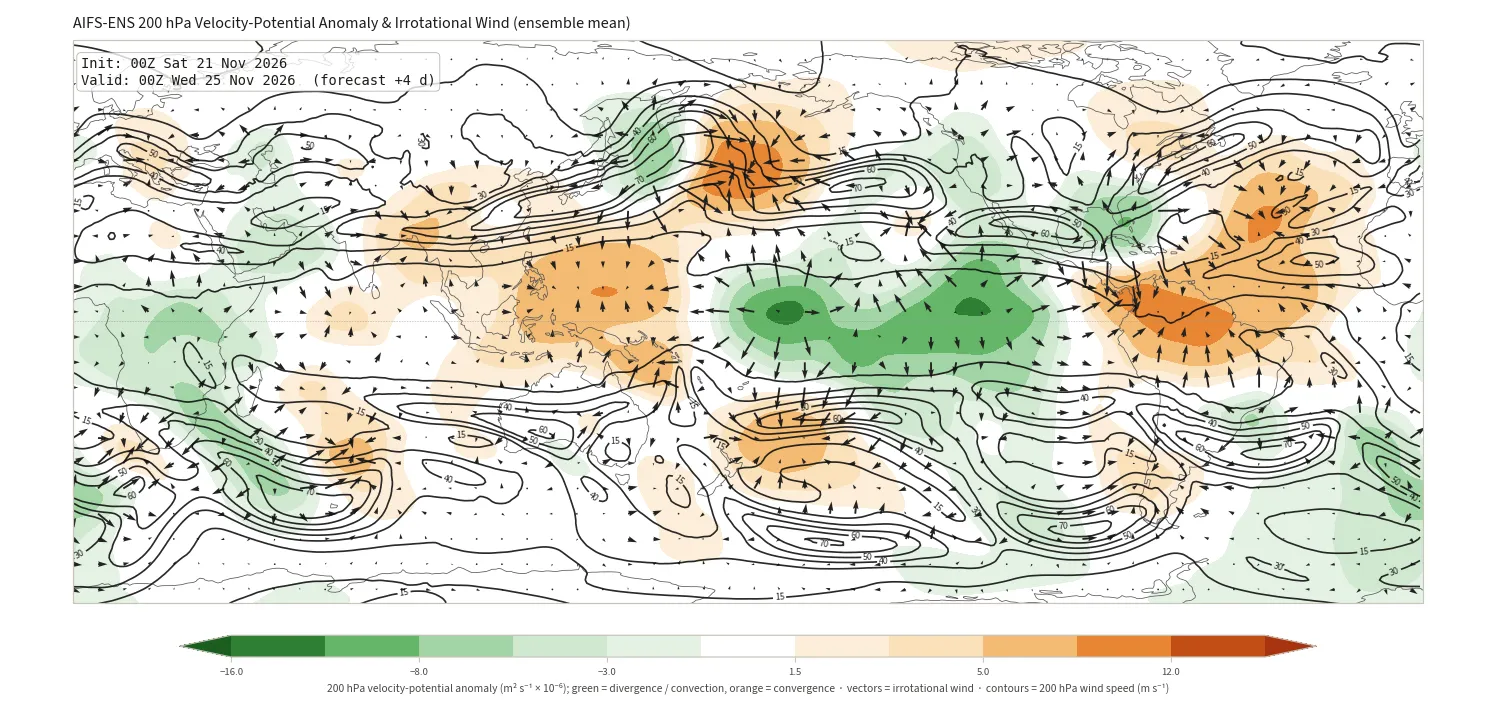 AIFS-ENS 200 hPa Velocity-Potential Anomaly & Irrotational Wind (ensemble mean)
Init: 00Z Sat 21 Nov 2026
Valid: 00Z Wed 25 Nov 2026 (forecast +4 d)
−16.0 −8.0 −3.0 1.5 5.0 12.0
200 hPa velocity-potential anomaly (m² s⁻¹ × 10⁻⁶); green = divergence / convection, orange = convergence · vectors = irrotational wind · contours = 200 hPa wind speed (m s⁻¹)